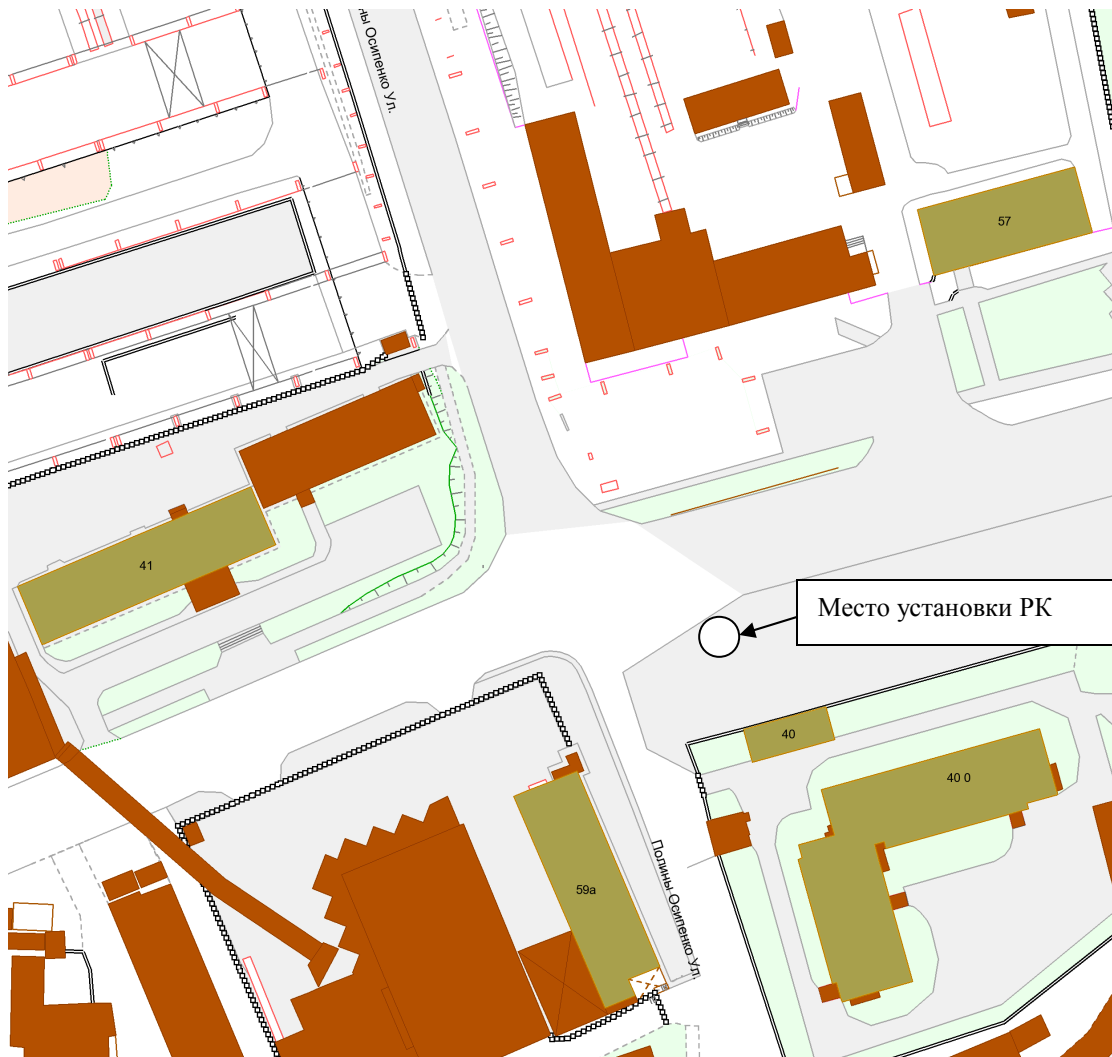 Полины Осипенко Ул.
57
41
Место установки РК
40
40 0
59а
Полины Осипенко Ул.